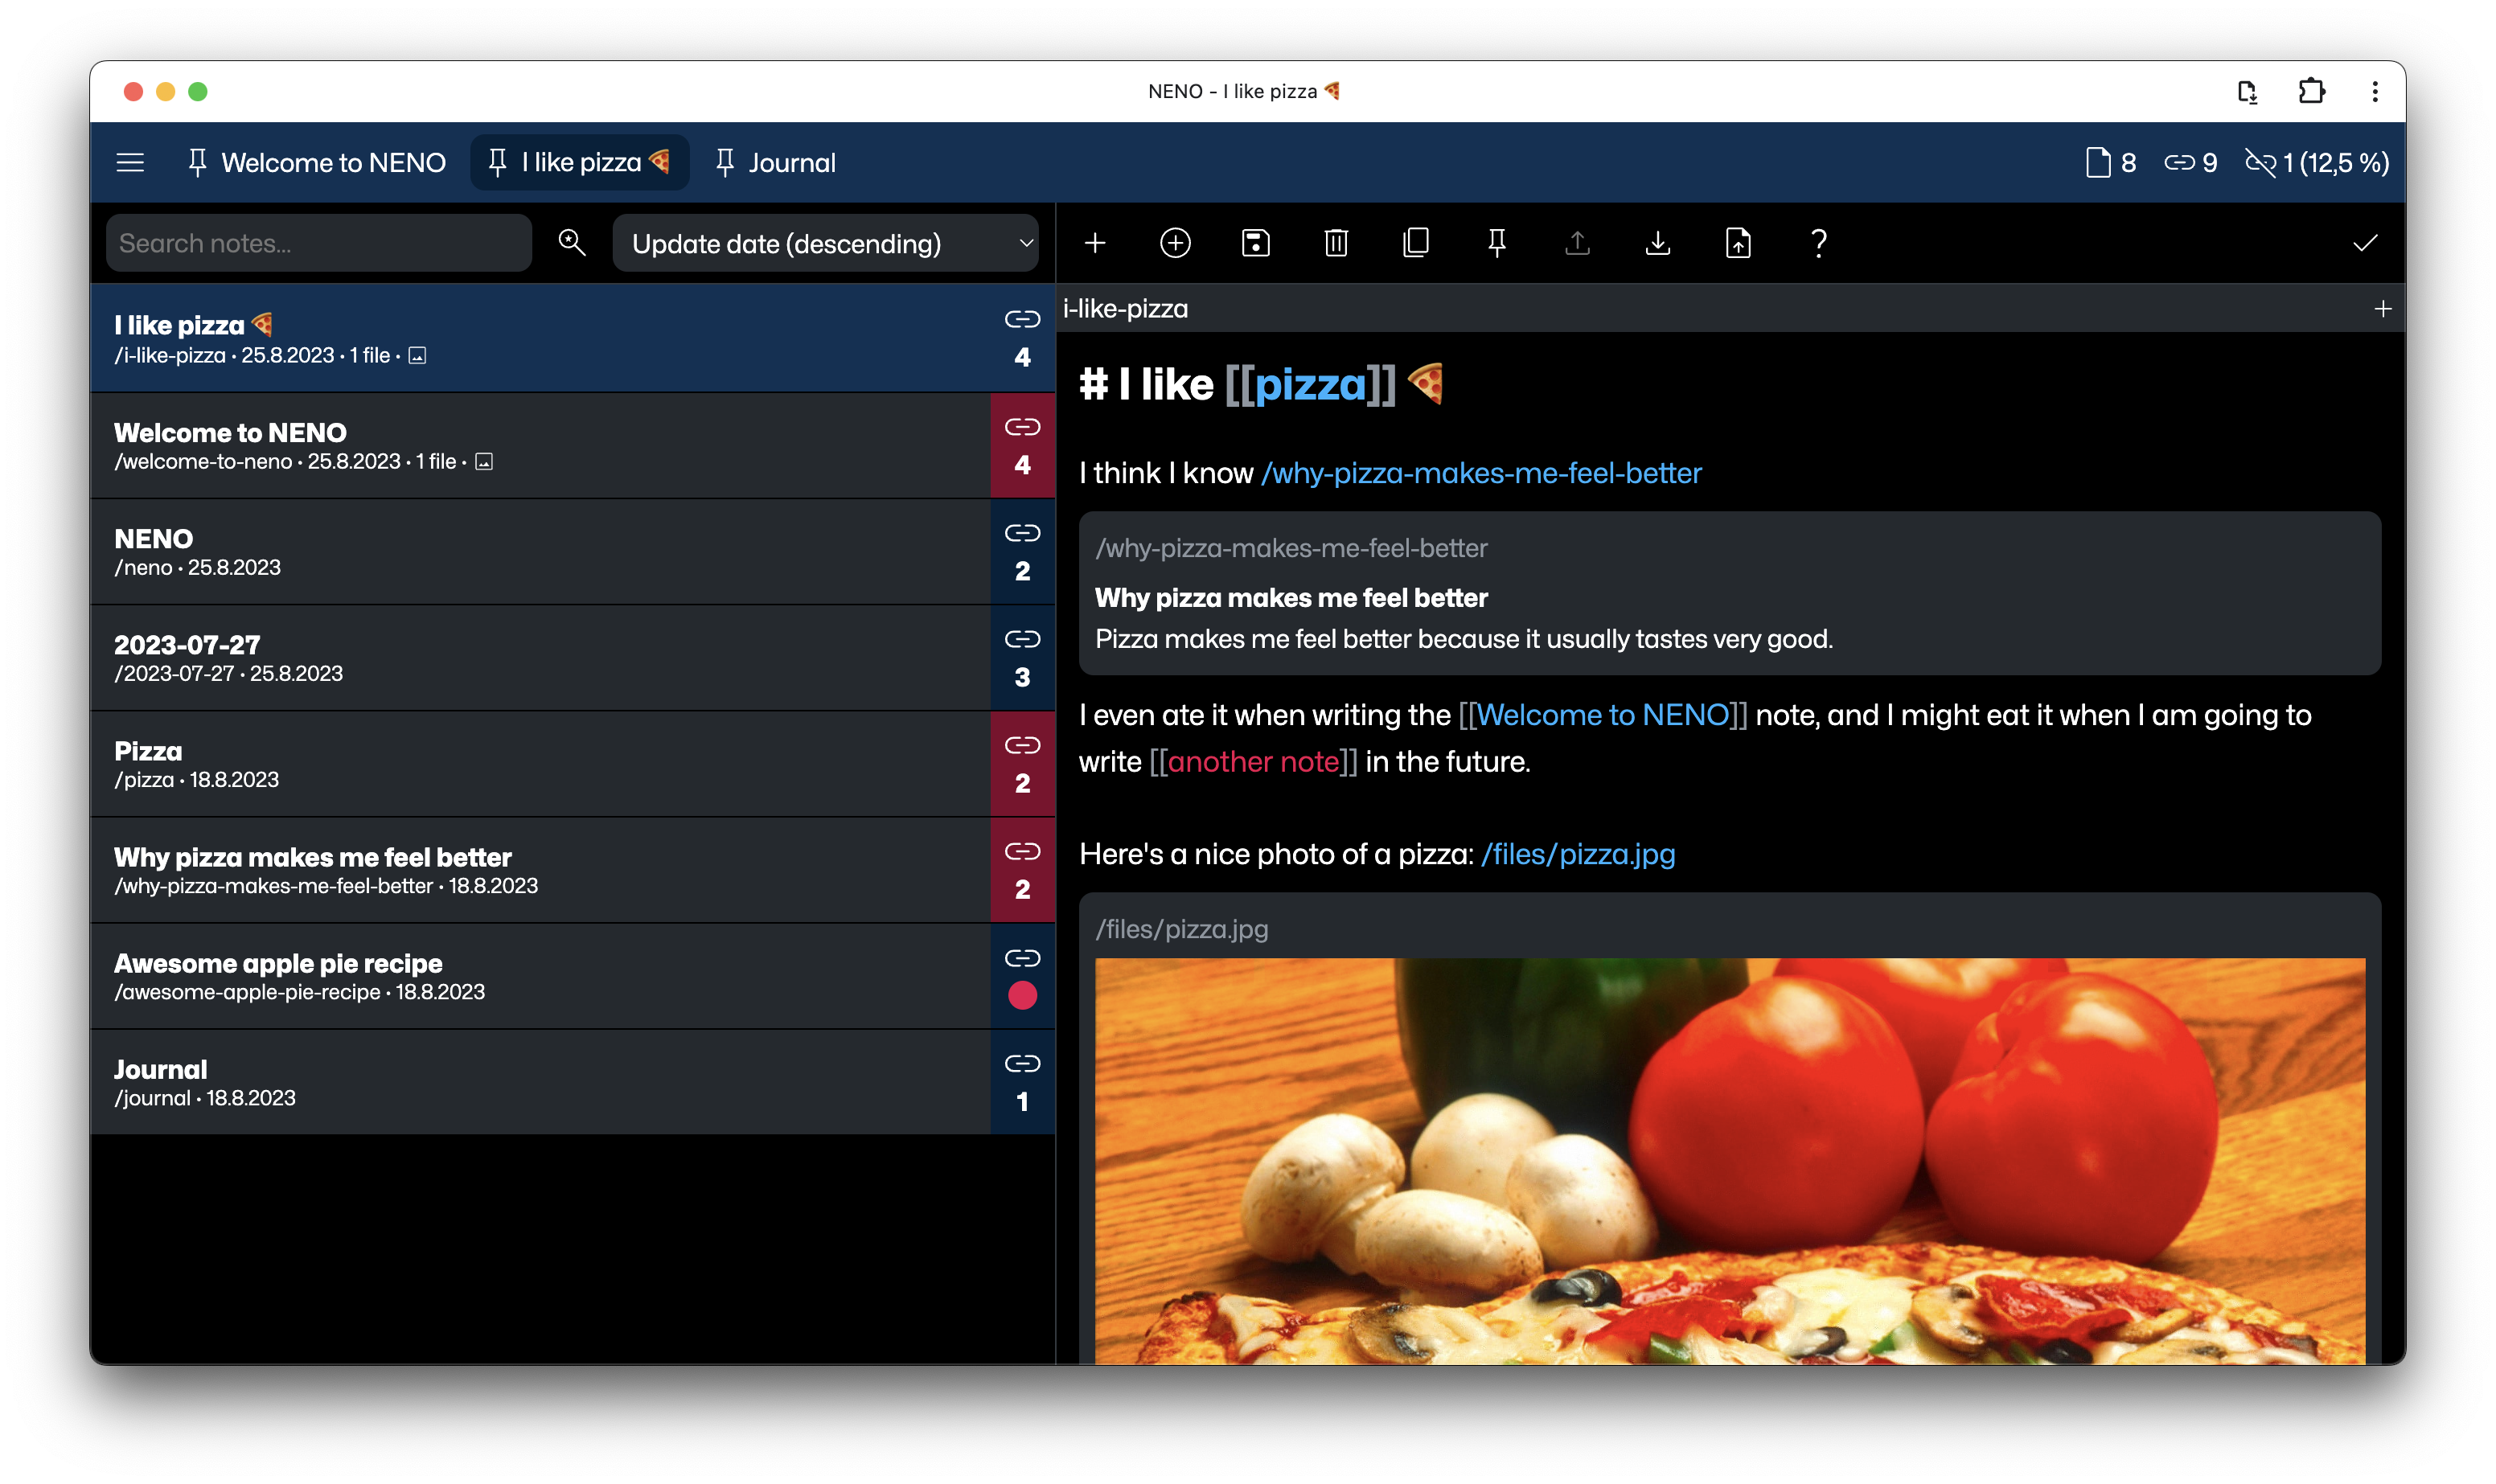 NENO - I like pizza 🍕
Welcome to NENO
I like pizza 🍕
Journal
8
9
1 (12,5 %)
Search notes...
Update date (descending)
I like pizza 🍕
/i-like-pizza • 25.8.2023 • 1 file •
4
Welcome to NENO
/welcome-to-neno • 25.8.2023 • 1 file •
4
NENO
/neno • 25.8.2023
2
2023-07-27
/2023-07-27 • 25.8.2023
3
Pizza
/pizza • 18.8.2023
2
Why pizza makes me feel better
/why-pizza-makes-me-feel-better • 18.8.2023
2
Awesome apple pie recipe
/awesome-apple-pie-recipe • 18.8.2023
Journal
/journal • 18.8.2023
1
i-like-pizza
# I like [[pizza]] 🍕
I think I know /why-pizza-makes-me-feel-better
/why-pizza-makes-me-feel-better
Why pizza makes me feel better
Pizza makes me feel better because it usually tastes very good.
I even ate it when writing the [[Welcome to NENO]] note, and I might eat it when I am going to
write [[another note]] in the future.
Here's a nice photo of a pizza: /files/pizza.jpg
/files/pizza.jpg